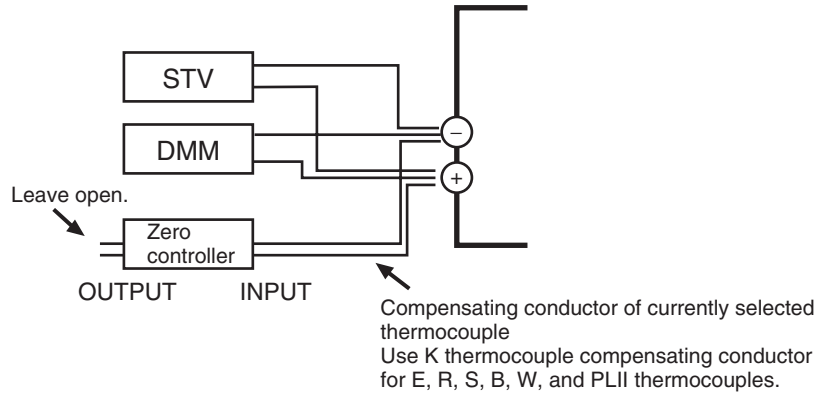 STV
−
DMM
+
Leave open.
Zero
controller
OUTPUT INPUT
Compensating conductor of currently selected
thermocouple
Use K thermocouple compensating conductor
for E, R, S, B, W, and PLII thermocouples.